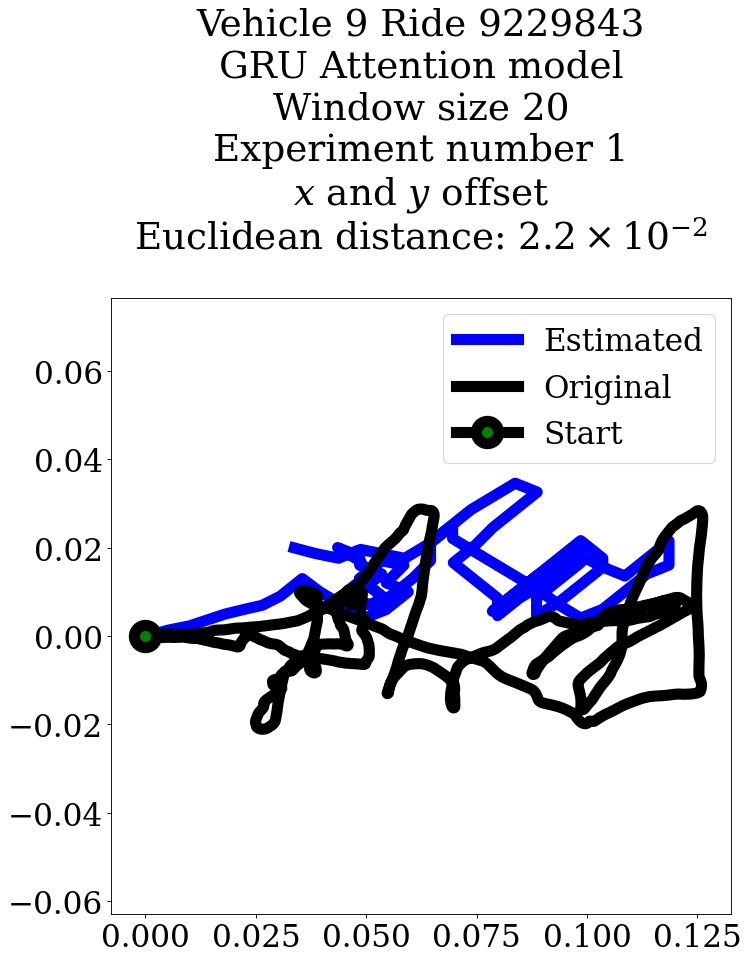 Vehicle 9 Ride 9229843
GRU Attention model
Window size 20
Experiment number 1
x and y offset
Euclidean distance: 2.2 × 10⁻²
Estimated
Original
Start
0.06
0.04
0.02
0.00
−0.02
−0.04
−0.06
0.000 0.025 0.050 0.075 0.100 0.125